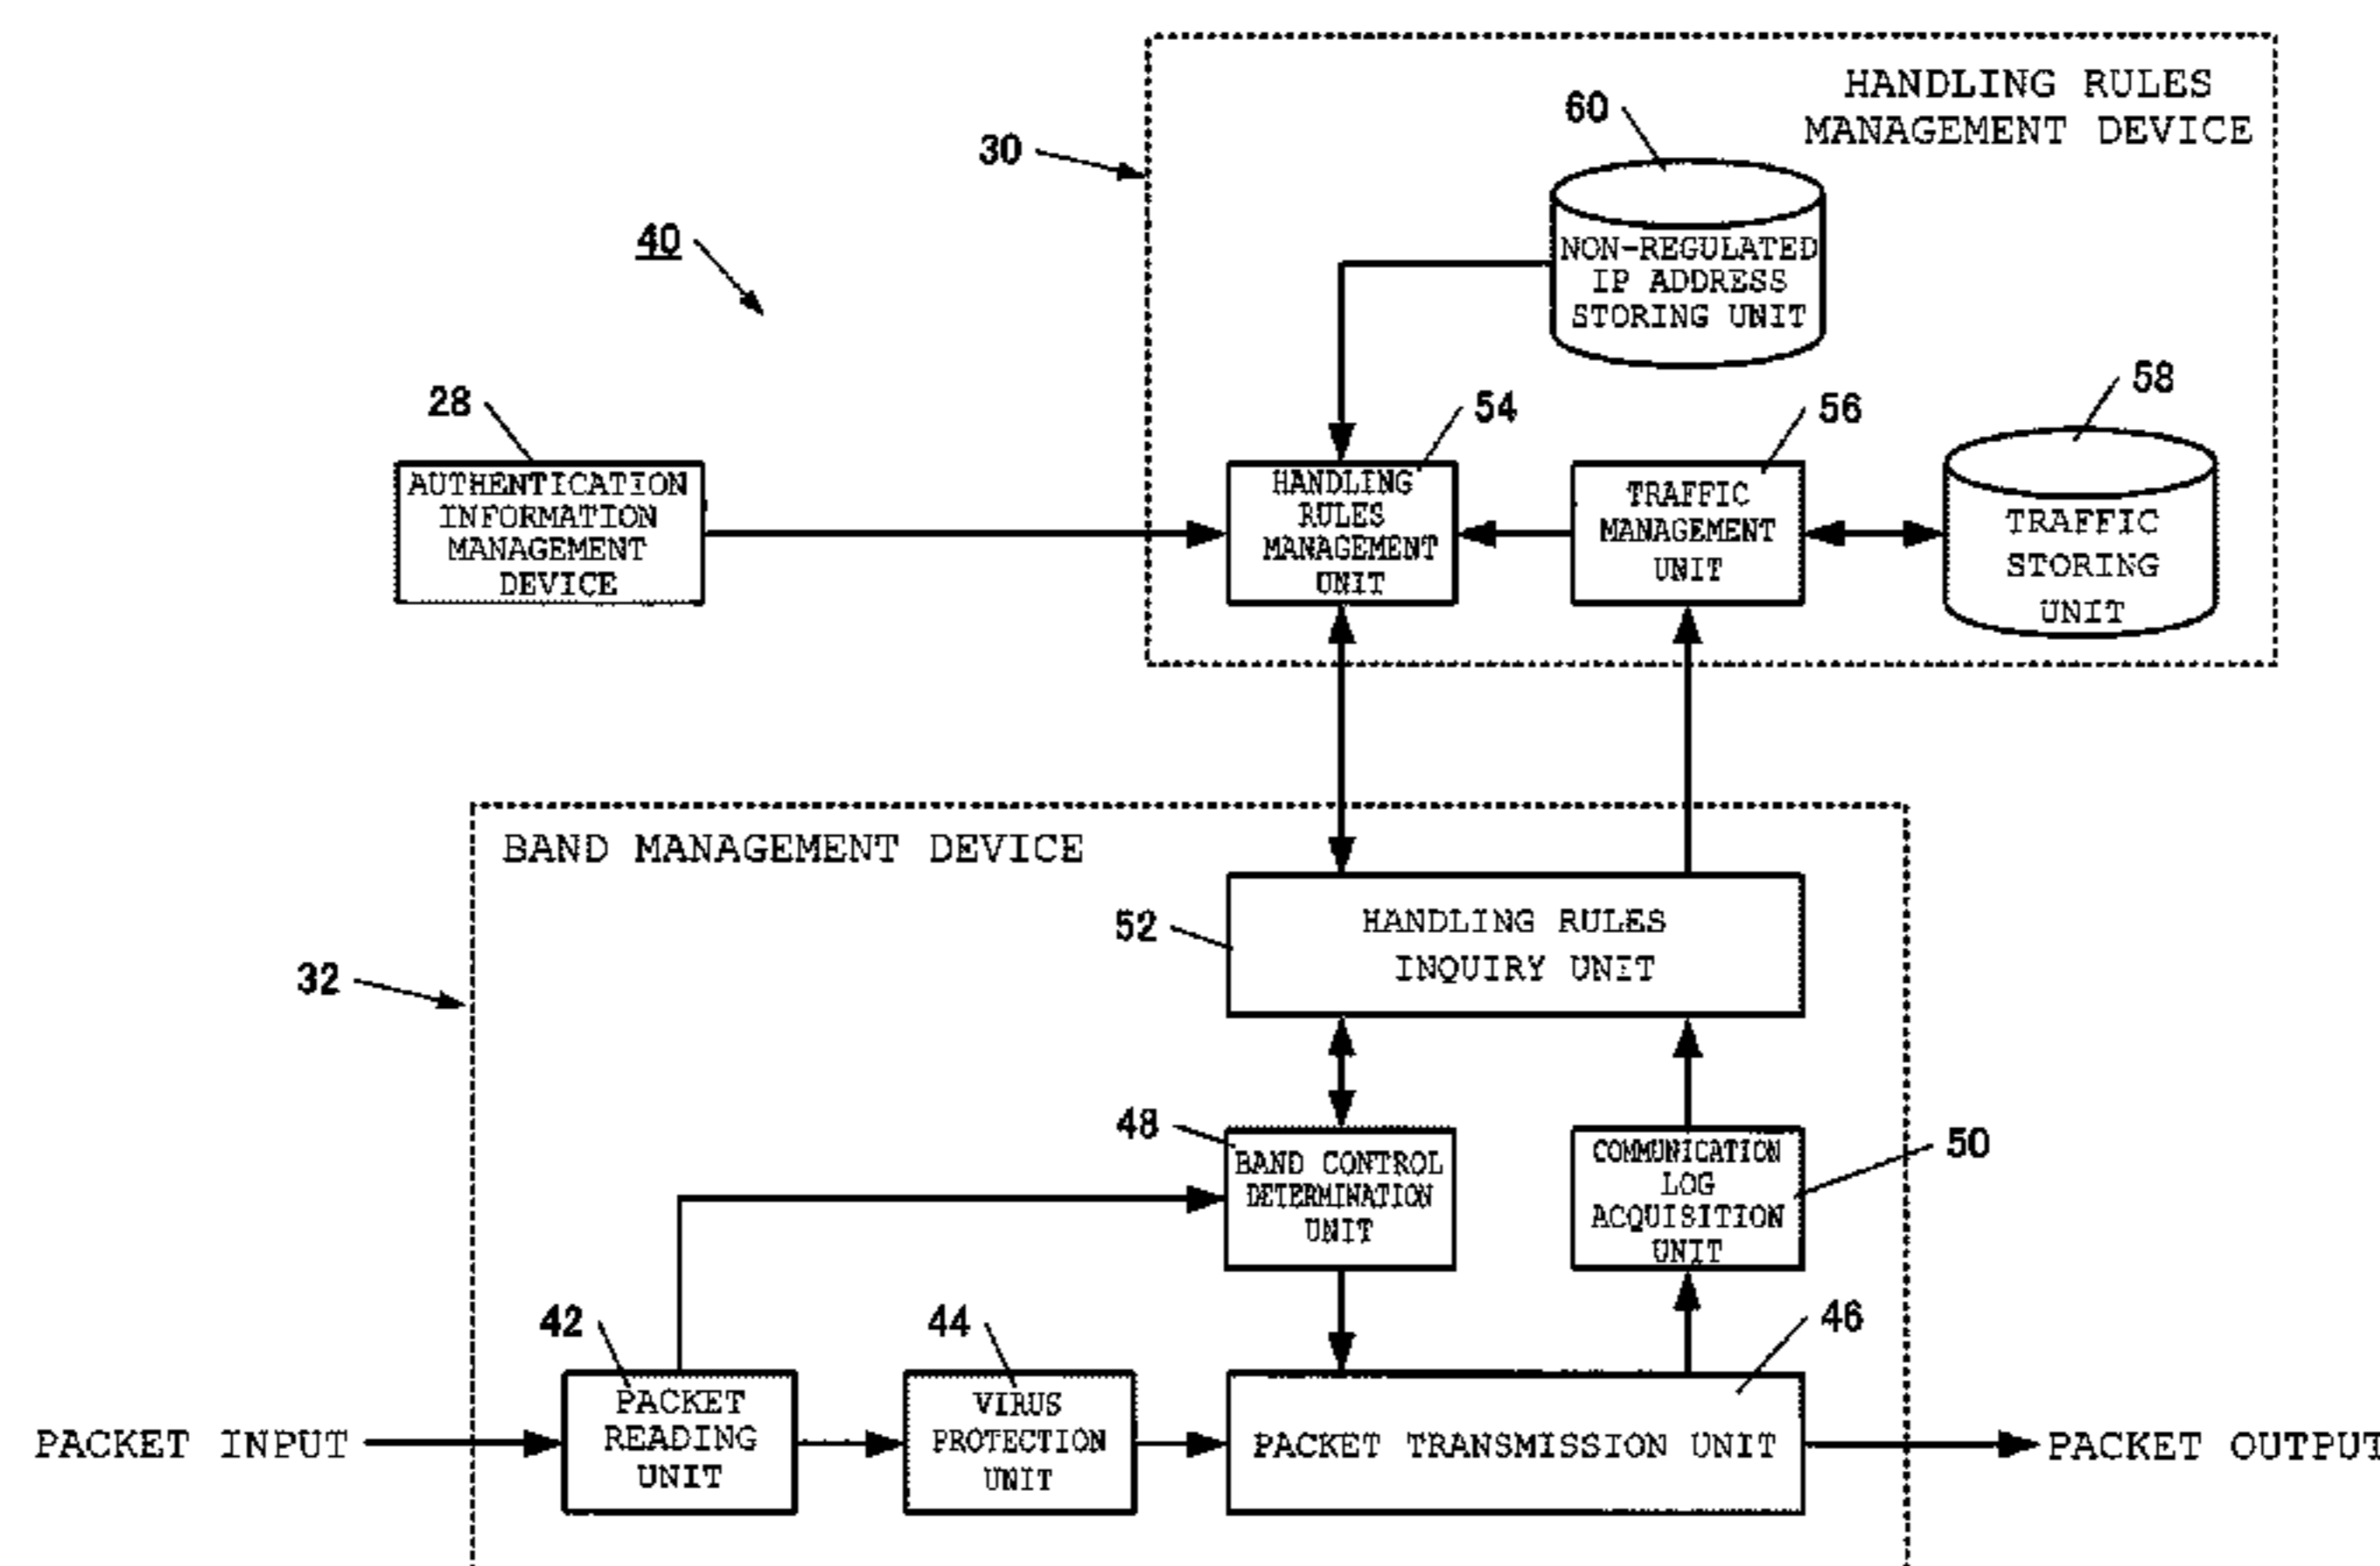 HANDLING RULES
MANAGEMENT DEVICE
60
30
40
NON-REGULATED
IP ADDRESS
STORING UNIT
28
54
56
58
AUTHENTICATION
INFORMATION
MANAGEMENT
DEVICE
HANDLING
RULES
MANAGEMENT
UNIT
TRAFFIC
MANAGEMENT
UNIT
TRAFFIC
STORING
UNIT
BAND MANAGEMENT DEVICE
52
HANDLING RULES
INQUIRY UNIT
32
48
BAND CONTROL
DETERMINATION
UNIT
COMMUNICATION
LOG
ACQUISITION
UNIT
50
42
44
46
PACKET INPUT
PACKET
READING
UNIT
VIRUS
PROTECTION
UNIT
PACKET TRANSMISSION UNIT
PACKET OUTPUT